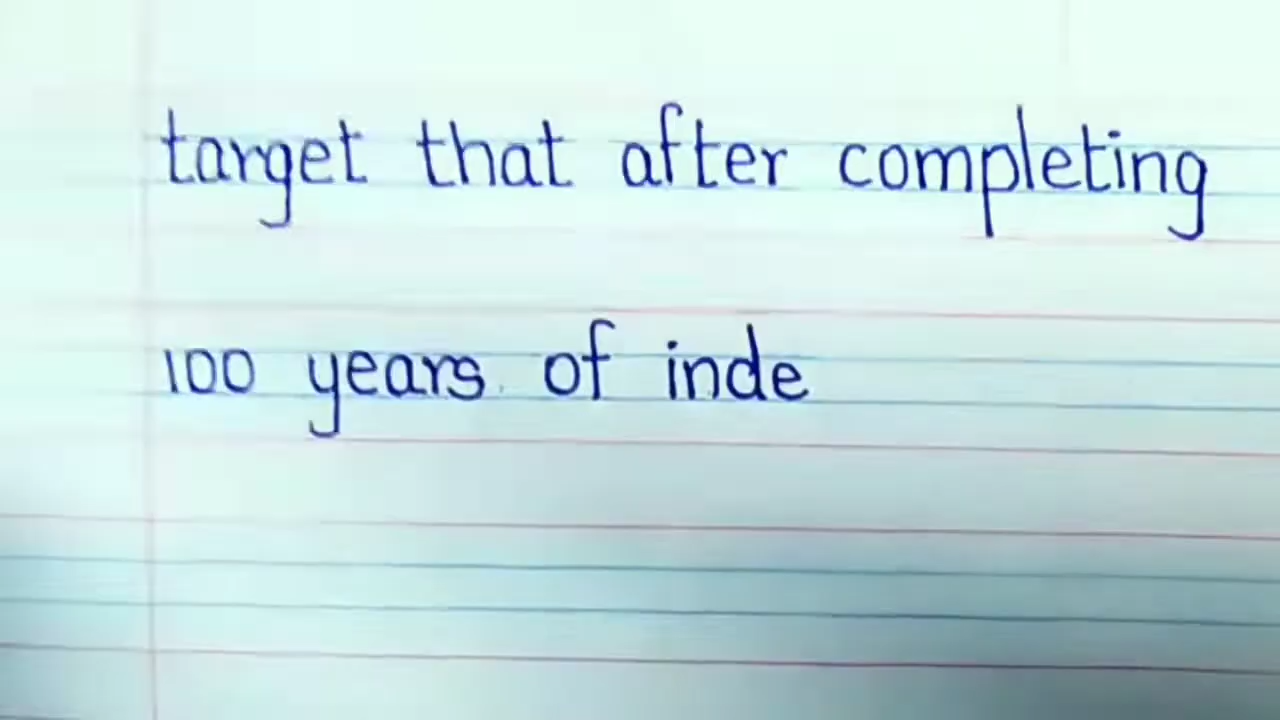 target that after completing
100 years of inde